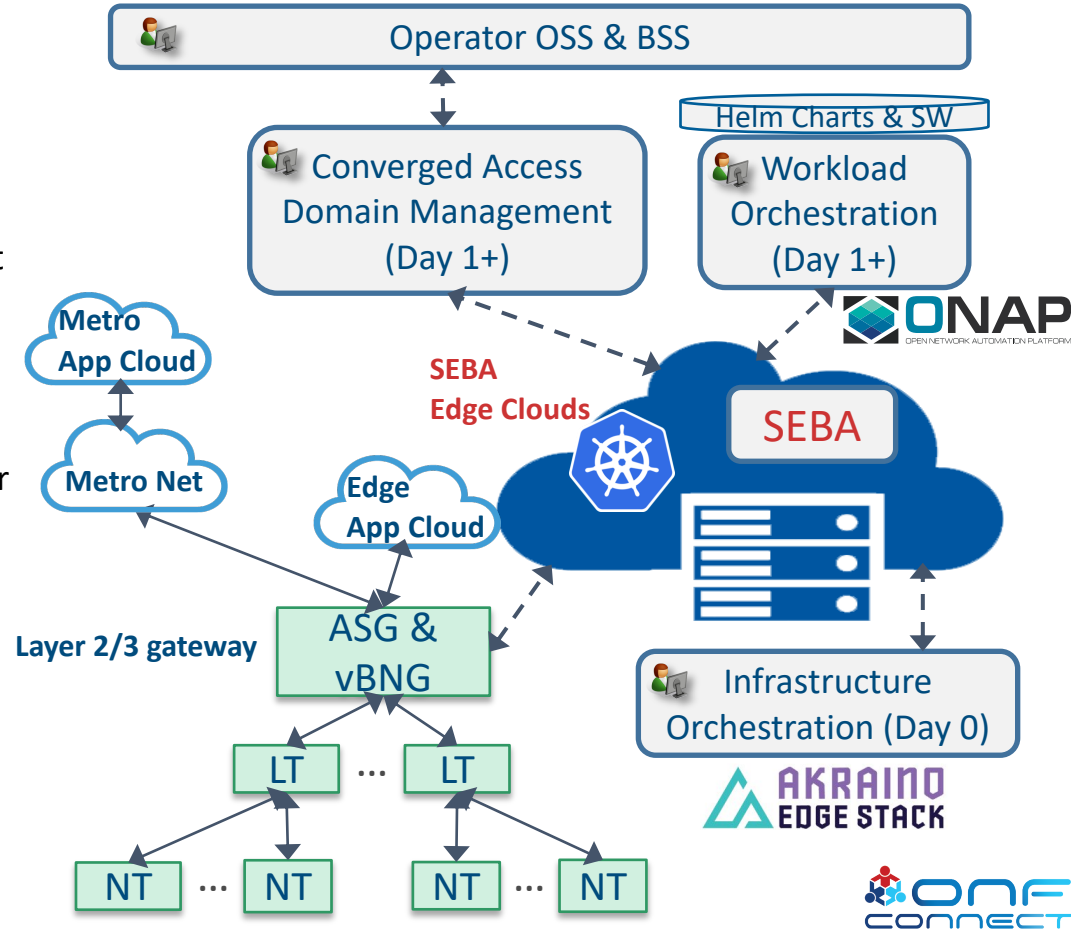 Operator OSS & BSS
Helm Charts & SW
Converged Access
Domain Management
(Day 1+)
Workload
Orchestration
(Day 1+)
t
ONAP
OPEN NETWORK AUTOMATION PLATFORM
Metro
App Cloud
SEBA
Edge Clouds
SEBA
r
Metro Net
Edge
App Cloud
Layer 2/3 gateway
ASG &
vBNG
Infrastructure
Orchestration (Day 0)
LT
...
LT
AKRAINO
EDGE STACK
NT
...
NT
NT
...
NT
ONF
CONNECT